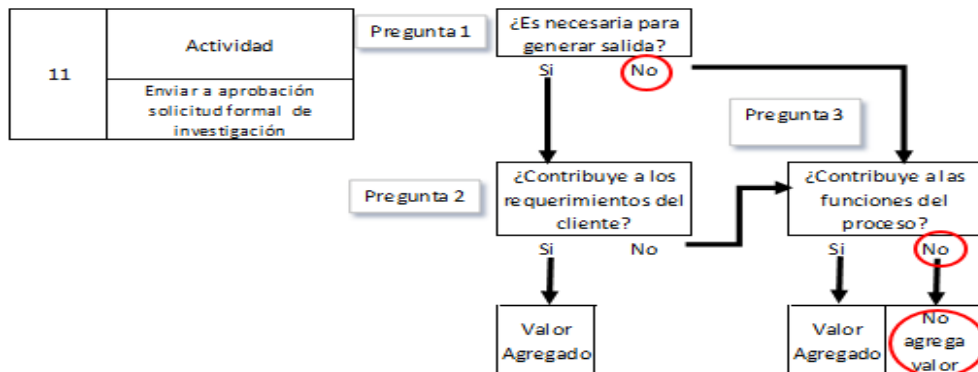 11
Actividad
Enviar a aprobación
solicitud formal de
investigación
Pregunta 1
¿Es necesaria para
generar salida?
Si No
Pregunta 3
Pregunta 2
¿Contribuye a los
requerimientos del
cliente?
Si No
¿Contribuye a las
funciones del
proceso?
Si No
Valor
Agregado
Valor
Agregado
No
agrega
valor